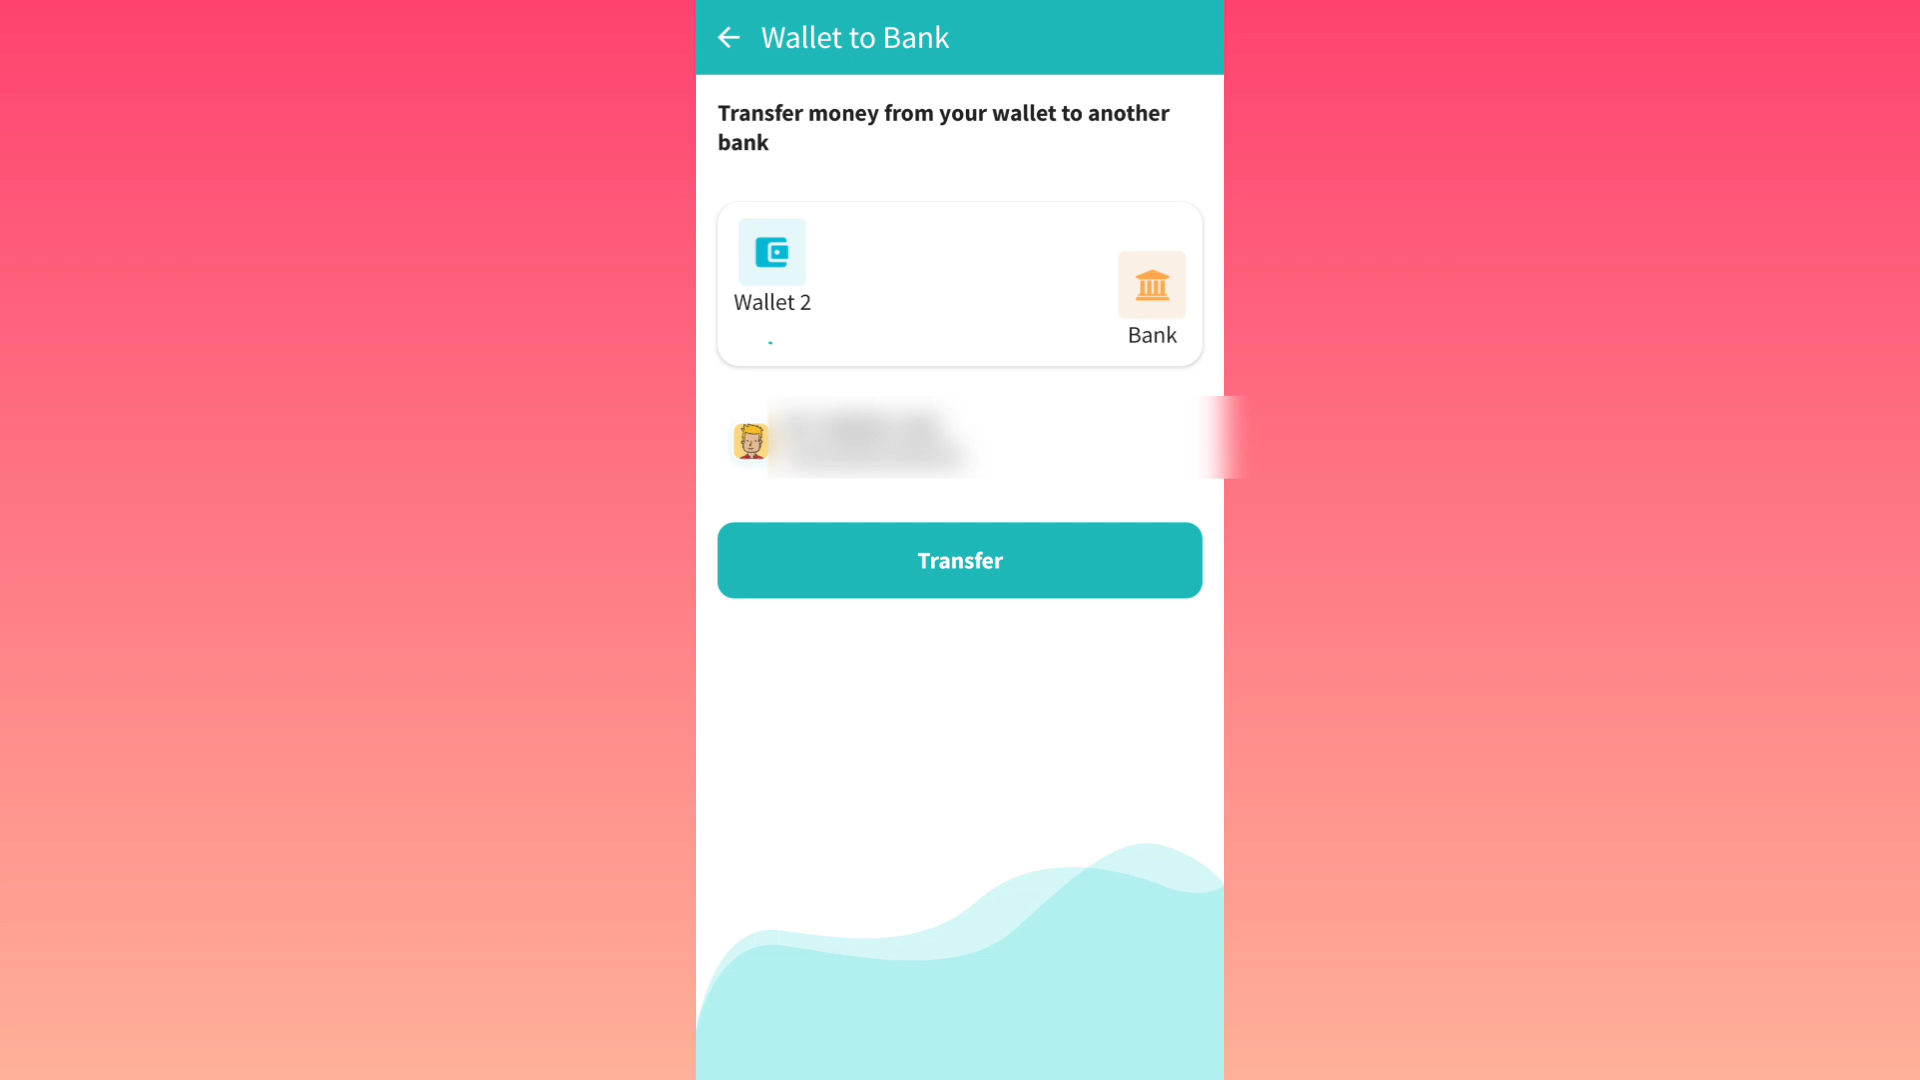 Wallet to Bank
Transfer money from your wallet to another
bank
Wallet 2
Bank
Transfer